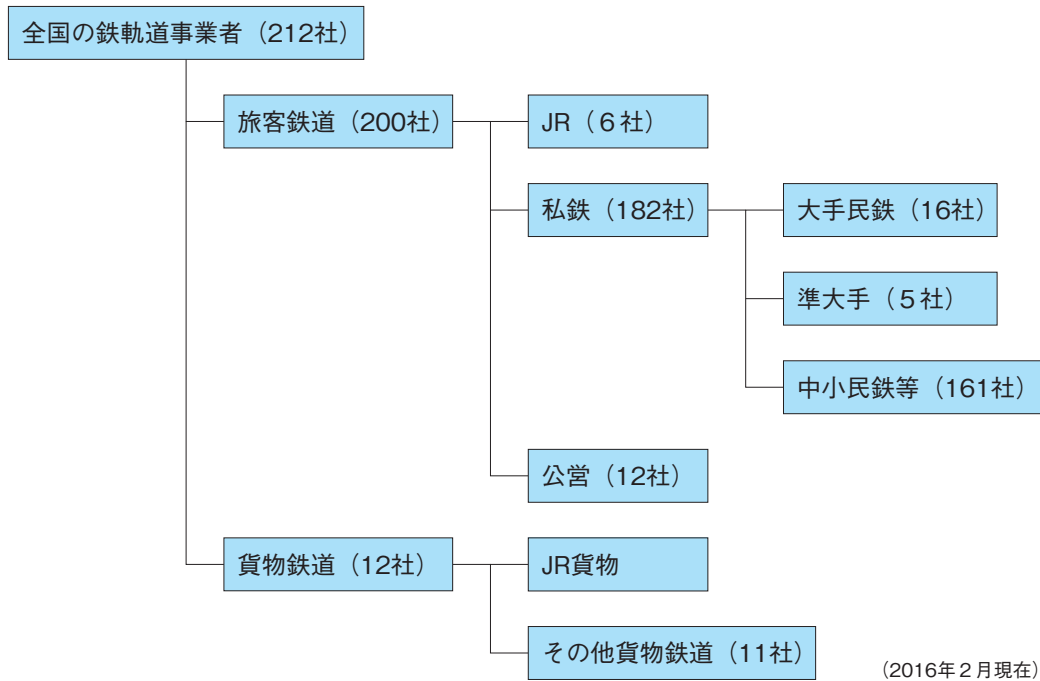 全国の鉄軌道事業者（212社）
旅客鉄道（200社）
JR（６社）
私鉄（182社）
大手民鉄（16社）
準大手（５社）
中小民鉄等（161社）
公営（12社）
貨物鉄道（12社）
JR貨物
その他貨物鉄道（11社）
（2016年２月現在）